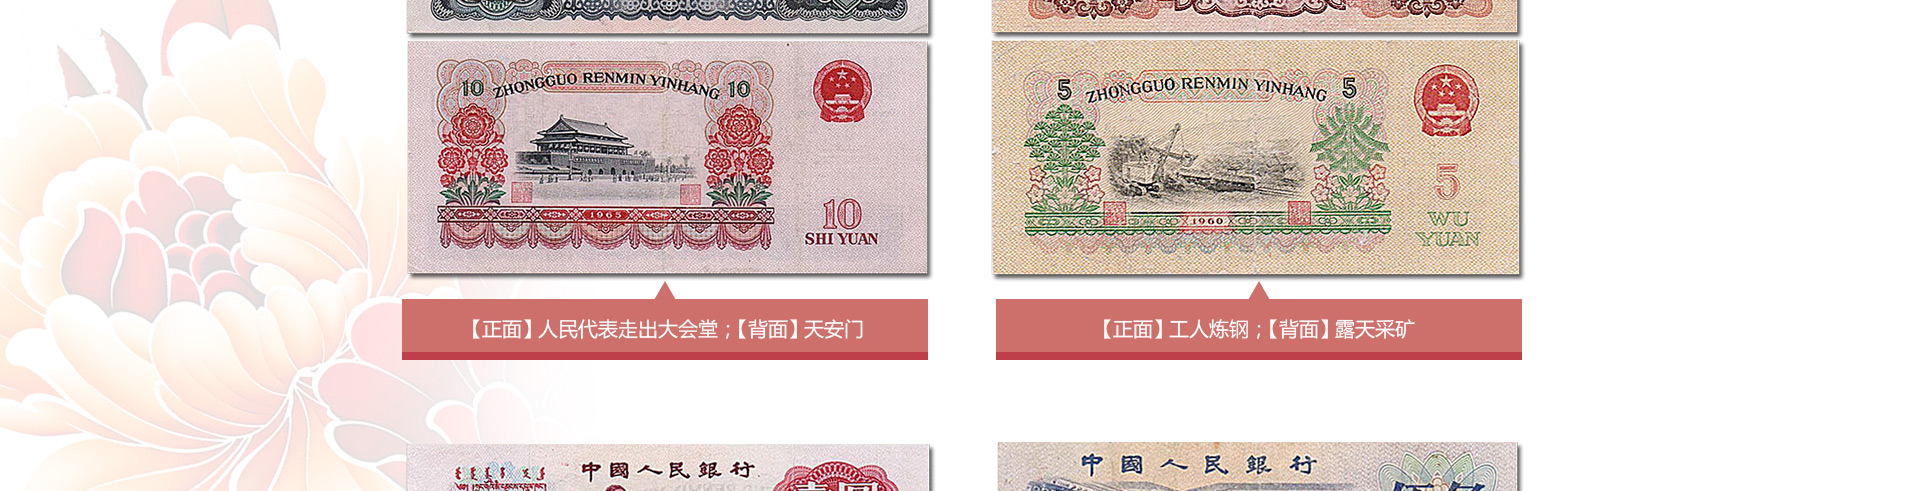 10 ZHONGGUO RENMIN YINHANG 10
1965
10
SHI YUAN
5 ZHONGGUO RENMIN YINHANG 5
1960
5
WU
YUAN
【正面】人民代表走出大会堂；【背面】天安门
【正面】工人炼钢；【背面】露天采矿
中國人民銀行
中國人民銀行